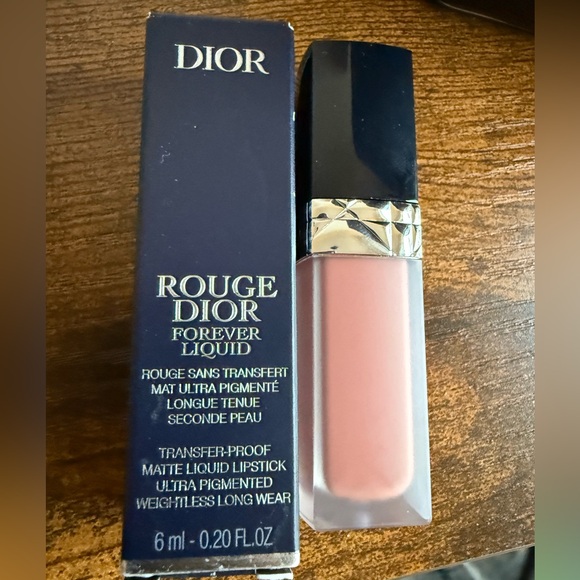 DIOR
ROUGE
DIOR
FOREVER
LIQUID
ROUGE SANS TRANSFERT
MAT ULTRA PIGMENTÉ
LONGUE TENUE
SECONDE PEAU
TRANSFER-PROOF
MATTE LIQUID LIPSTICK
ULTRA PIGMENTED
WEIGHTLESS LONG WEAR
6 ml - 0.20 FL.OZ